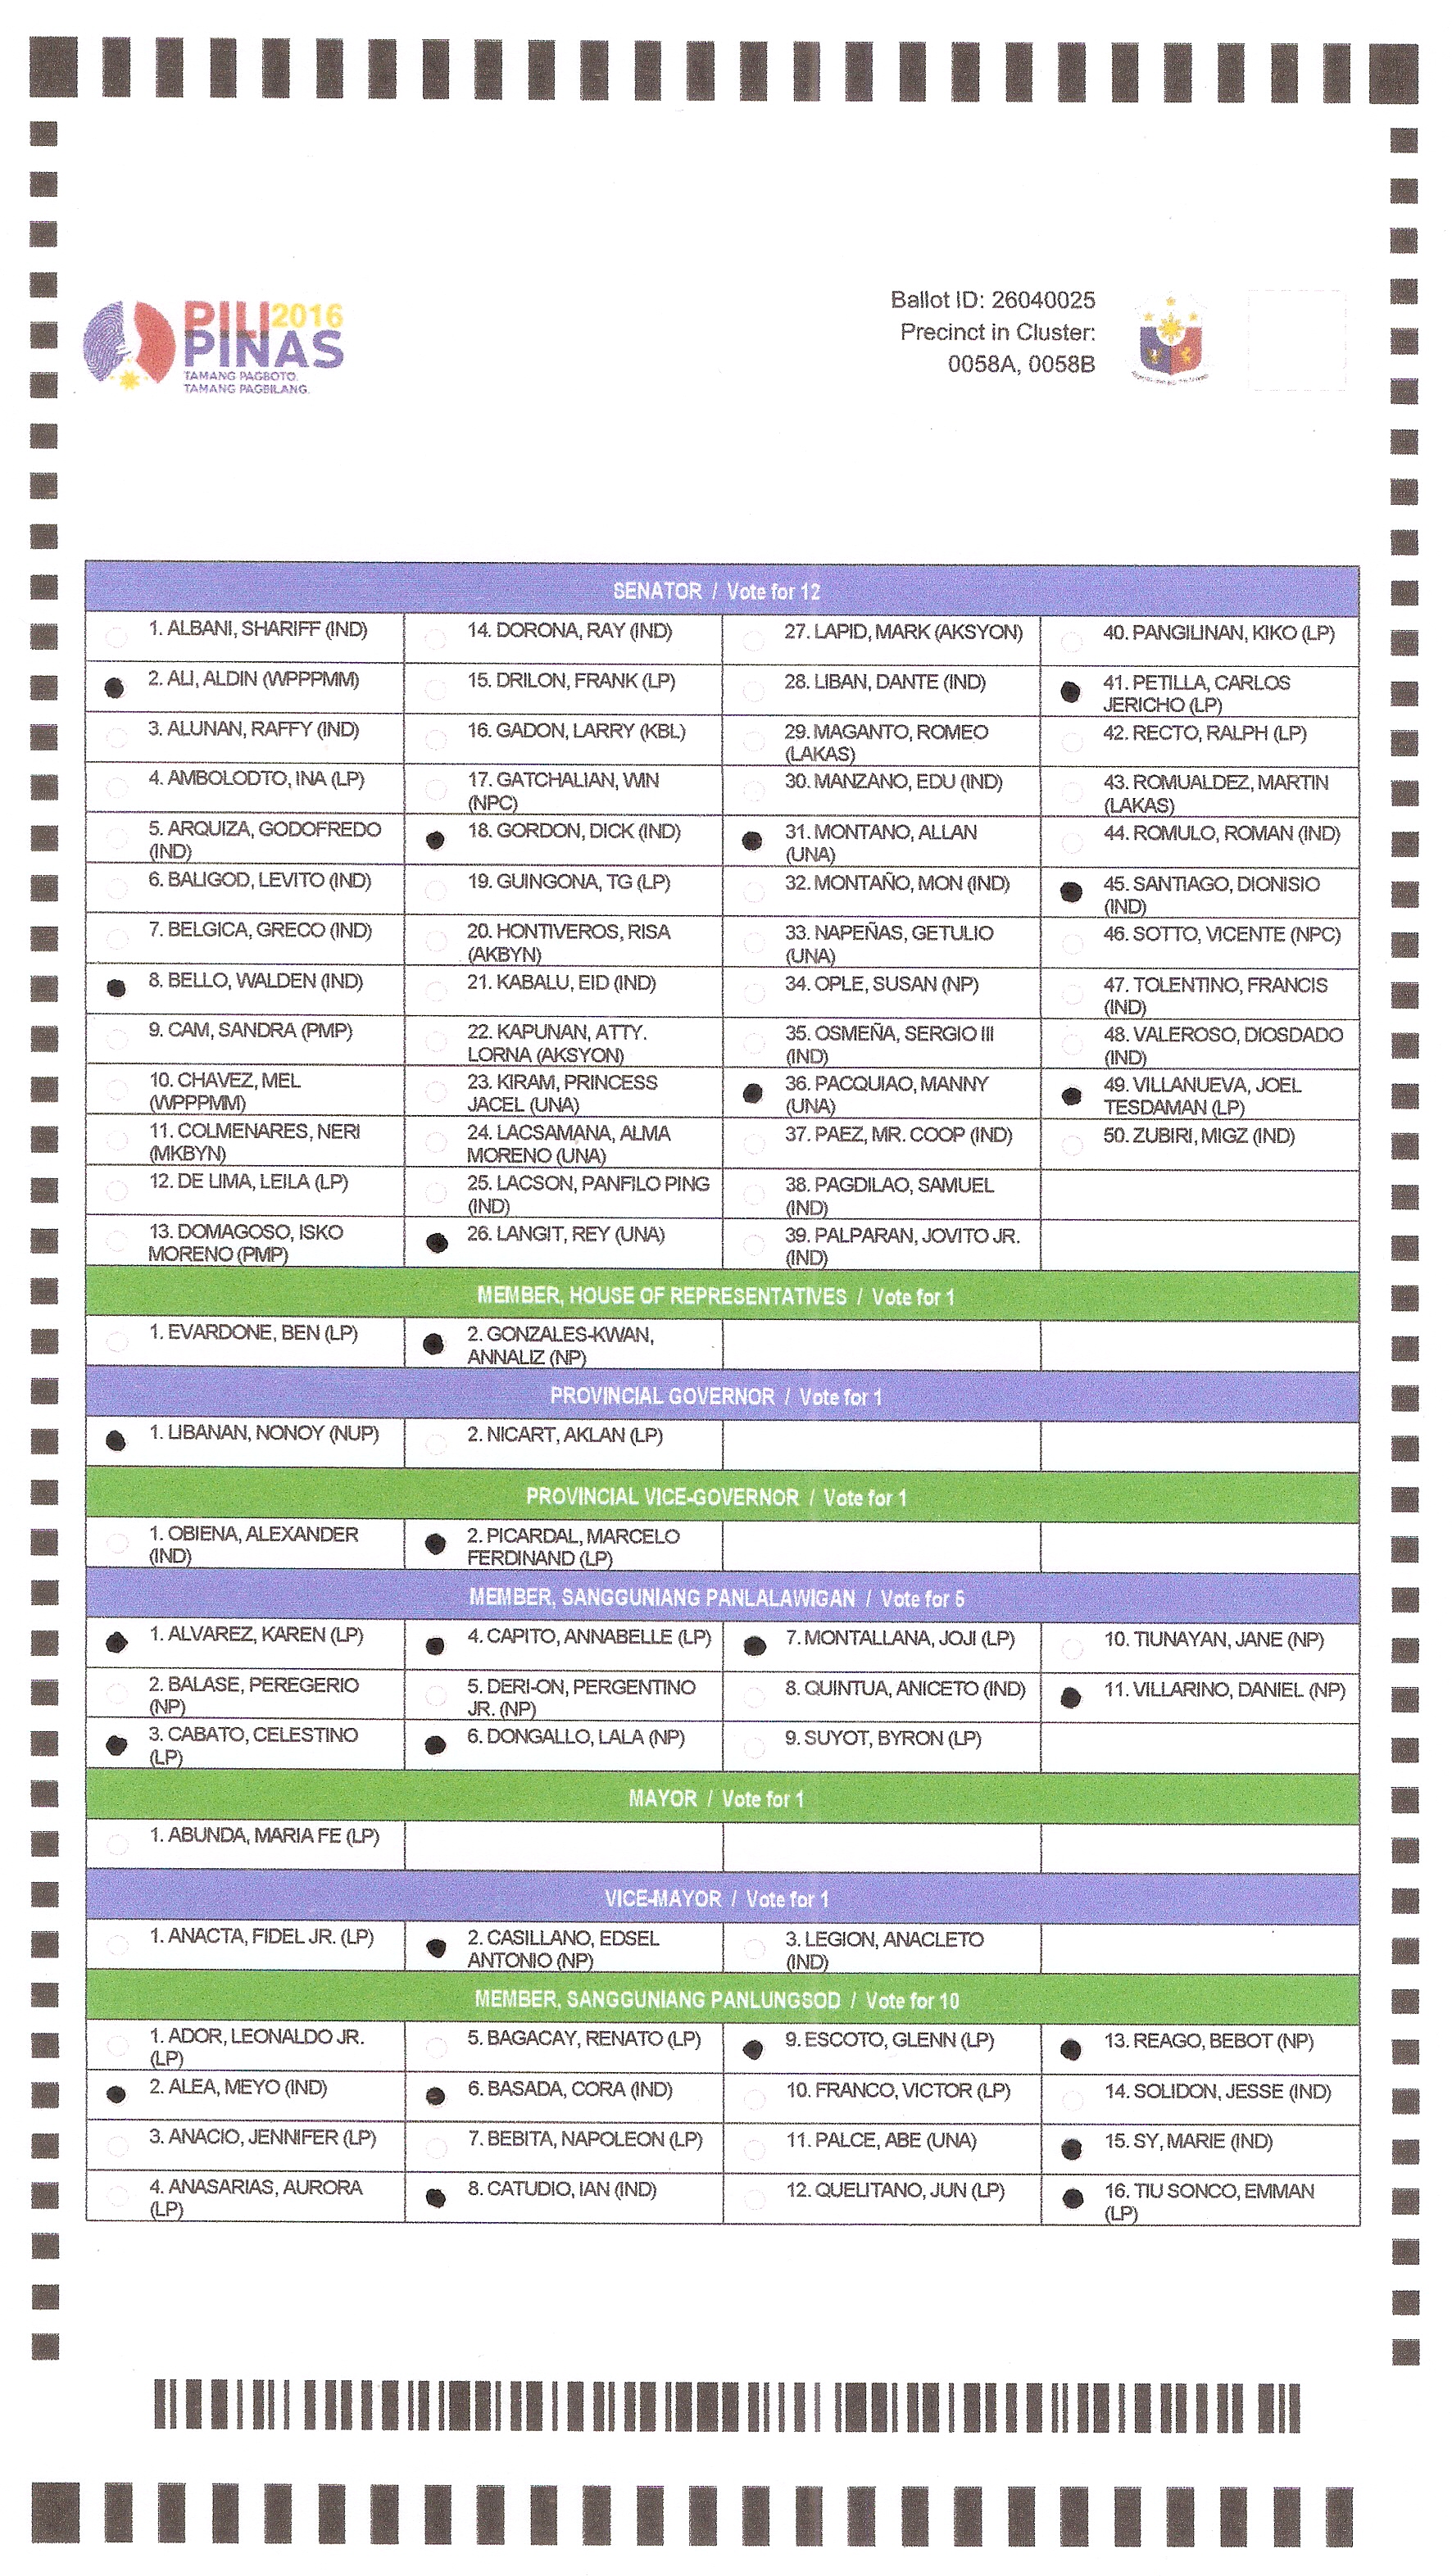 PILI 2016
PINAS
TAMANG PAGBOTO.
TAMANG PAGBILANG.
Ballot ID: 26040025
Precinct in Cluster:
0058A, 0058B
SENATOR / Vote for 12
1. ALBANI, SHARIFF (IND)
2. ALI, ALDIN (WPPPMM)
3. ALUNAN, RAFFY (IND)
4. AMBOLODTO, INA (LP)
5. ARQUIZA, GODOFREDO
(IND)
6. BALIGOD, LEVITO (IND)
7. BELGICA, GRECO (IND)
8. BELLO, WALDEN (IND)
9. CAM, SANDRA (PMP)
10. CHAVEZ, MEL
(WPPPMM)
11. COLMENARES, NERI
(MKBYN)
12. DE LIMA, LEILA (LP)
13. DOMAGOSO, ISKO
MORENO (PMP)
14. DORONA, RAY (IND)
15. DRILON, FRANK (LP)
16. GADON, LARRY (KBL)
17. GATCHALIAN, WIN
(NPC)
18. GORDON, DICK (IND)
19. GUINGONA, TG (LP)
20. HONTIVEROS, RISA
(AKBYN)
21. KABALU, EID (IND)
22. KAPUNAN, ATTY.
LORNA (AKSYON)
23. KIRAM, PRINCESS
JACEL (UNA)
24. LACSAMANA, ALMA
MORENO (UNA)
25. LACSON, PANFILO PING
(IND)
26. LANGIT, REY (UNA)
27. LAPID, MARK (AKSYON)
28. LIBAN, DANTE (IND)
29. MAGANTO, ROMEO
(LAKAS)
30. MANZANO, EDU (IND)
31. MONTANO, ALLAN
(UNA)
32. MONTAÑO, MON (IND)
33. NAPEÑAS, GETULIO
(UNA)
34. OPLE, SUSAN (NP)
35. OSMEÑA, SERGIO III
(IND)
36. PACQUIAO, MANNY
(UNA)
37. PAEZ, MR. COOP (IND)
38. PAGDILAO, SAMUEL
(IND)
39. PALPARAN, JOVITO JR.
(IND)
40. PANGILINAN, KIKO (LP)
41. PETILLA, CARLOS
JERICHO (LP)
42. RECTO, RALPH (LP)
43. ROMUALDEZ, MARTIN
(LAKAS)
44. ROMULO, ROMAN (IND)
45. SANTIAGO, DIONISIO
(IND)
46. SOTTO, VICENTE (NPC)
47. TOLENTINO, FRANCIS
(IND)
48. VALEROSO, DIOSDADO
(IND)
49. VILLANUEVA, JOEL
TESDAMAN (LP)
50. ZUBIRI, MIGZ (IND)
MEMBER, HOUSE OF REPRESENTATIVES / Vote for 1
1. EVARDONE, BEN (LP)
2. GONZALES-KWAN,
ANNALIZ (NP)
PROVINCIAL GOVERNOR / Vote for 1
1. LIBANAN, NONOY (NUP)
2. NICART, AKLAN (LP)
PROVINCIAL VICE-GOVERNOR / Vote for 1
1. OBIENA, ALEXANDER
(IND)
2. PICARDAL, MARCELO
FERDINAND (LP)
MEMBER, SANGGUNIANG PANLALAWIGAN / Vote for 5
1. ALVAREZ, KAREN (LP)
2. BALASE, PEREGERIO
(NP)
3. CABATO, CELESTINO
(LP)
4. CAPITO, ANNABELLE (LP)
5. DERI-ON, PERGENTINO
JR. (NP)
6. DONGALLO, LALA (NP)
7. MONTALLANA, JOJI (LP)
8. QUINTUA, ANICETO (IND)
9. SUYOT, BYRON (LP)
10. TIUNAYAN, JANE (NP)
11. VILLARINO, DANIEL (NP)
MAYOR / Vote for 1
1. ABUNDA, MARIA FE (LP)
VICE-MAYOR / Vote for 1
1. ANACTA, FIDEL JR. (LP)
2. CASILLANO, EDSEL
ANTONIO (NP)
3. LEGION, ANACLETO
(IND)
MEMBER, SANGGUNIANG PANLUNGSOD / Vote for 10
1. ADOR, LEONALDO JR.
(LP)
2. ALEA, MEYO (IND)
3. ANACIO, JENNIFER (LP)
4. ANASARIAS, AURORA
(LP)
5. BAGACAY, RENATO (LP)
6. BASADA, CORA (IND)
7. BEBITA, NAPOLEON (LP)
8. CATUDIO, IAN (IND)
9. ESCOTO, GLENN (LP)
10. FRANCO, VICTOR (LP)
11. PALCE, ABE (UNA)
12. QUELITANO, JUN (LP)
13. REAGO, BEBOT (NP)
14. SOLIDON, JESSE (IND)
15. SY, MARIE (IND)
16. TIU SONCO, EMMAN
(LP)